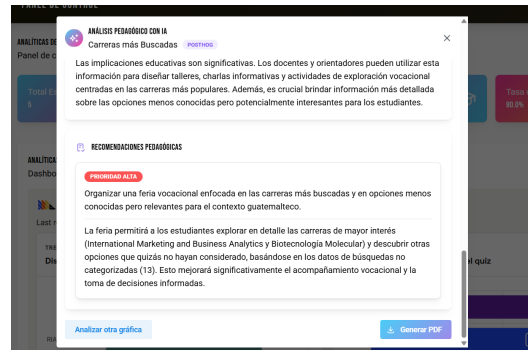 PANEL DE CONTROL
ANALÍTICAS DE
Panel de c
Total Es
5
Tasa
80.0%
ANALÍTICA
Dashbo
Last r
TRE
Dis
el quiz
RIA
ANÁLISIS PEDAGÓGICO CON IA
Carreras más Buscadas POSTHOG
Las implicaciones educativas son significativas. Los docentes y orientadores pueden utilizar esta
información para diseñar talleres, charlas informativas y actividades de exploración vocacional
centradas en las carreras más populares. Además, es crucial brindar información más detallada
sobre las opciones menos conocidas pero potencialmente interesantes para los estudiantes.
RECOMENDACIONES PEDAGÓGICAS
PRIORIDAD ALTA
Organizar una feria vocacional enfocada en las carreras más buscadas y en opciones menos
conocidas pero relevantes para el contexto guatemalteco.
La feria permitirá a los estudiantes explorar en detalle las carreras de mayor interés
(International Marketing and Business Analytics y Biotecnología Molecular) y descubrir otras
opciones que quizás no hayan considerado, basándose en los datos de búsquedas no
categorizadas (13). Esto mejorará significativamente el acompañamiento vocacional y la
toma de decisiones informadas.
Analizar otra gráfica
Generar PDF